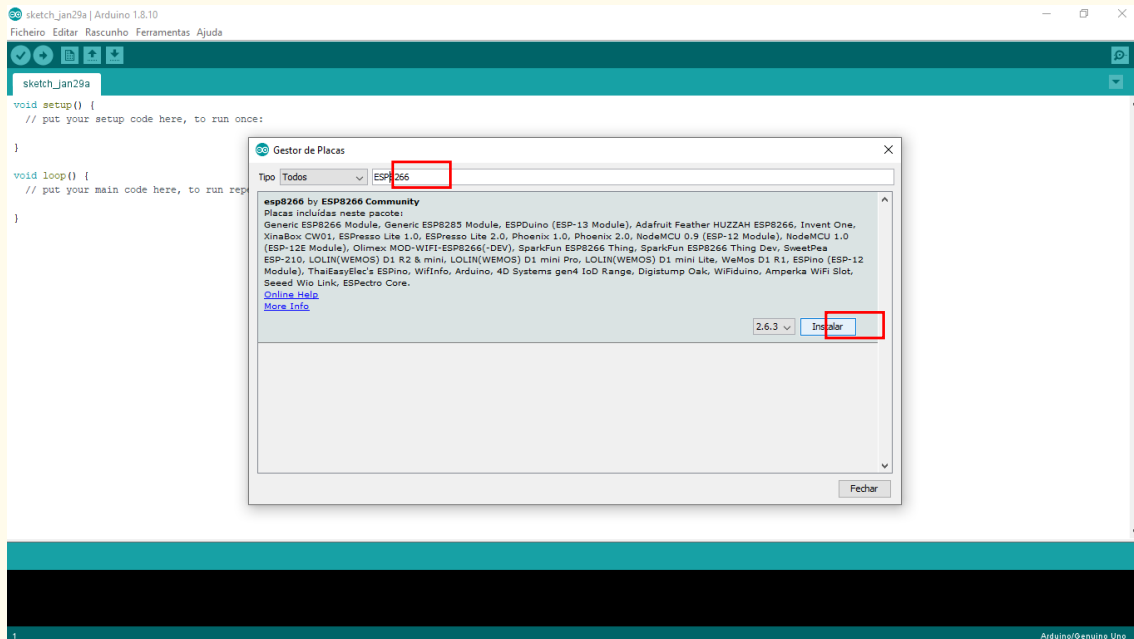 sketch_jan29a | Arduino 1.8.10
Ficheiro Editar Rascunho Ferramentas Ajuda
sketch_jan29a
void setup() {
// put your setup code here, to run once:
}
void loop() {
// put your main code here, to run rep
}
Gestor de Placas
Tipo Todos ESP8266
esp8266 by ESP8266 Community
Placas incluídas neste pacote:
Generic ESP8266 Module, Generic ESP8285 Module, ESPDuino (ESP-13 Module), Adafruit Feather HUZZAH ESP8266, Invent One,
XinaBox CW01, ESPresso Lite 1.0, ESPresso Lite 2.0, Phoenix 1.0, Phoenix 2.0, NodeMCU 0.9 (ESP-12 Module), NodeMCU 1.0
(ESP-12E Module), Olimex MOD-WIFI-ESP8266(-DEV), SparkFun ESP8266 Thing, SparkFun ESP8266 Thing Dev, SweetPea
ESP-210, LOLIN(WEMOS) D1 R2 & mini, LOLIN(WEMOS) D1 mini Pro, LOLIN(WEMOS) D1 mini Lite, WeMos D1 R1, ESPino (ESP-12
Module), ThaiEasyElec's ESPino, WifInfo, Arduino, 4D Systems gen4 IoD Range, Digistump Oak, WiFiduino, Amperka WiFi Slot,
Seeed Wio Link, ESPectro Core.
Online Help
More Info
2.6.3 Instalar
Fechar
1 Arduino/Genuino Uno